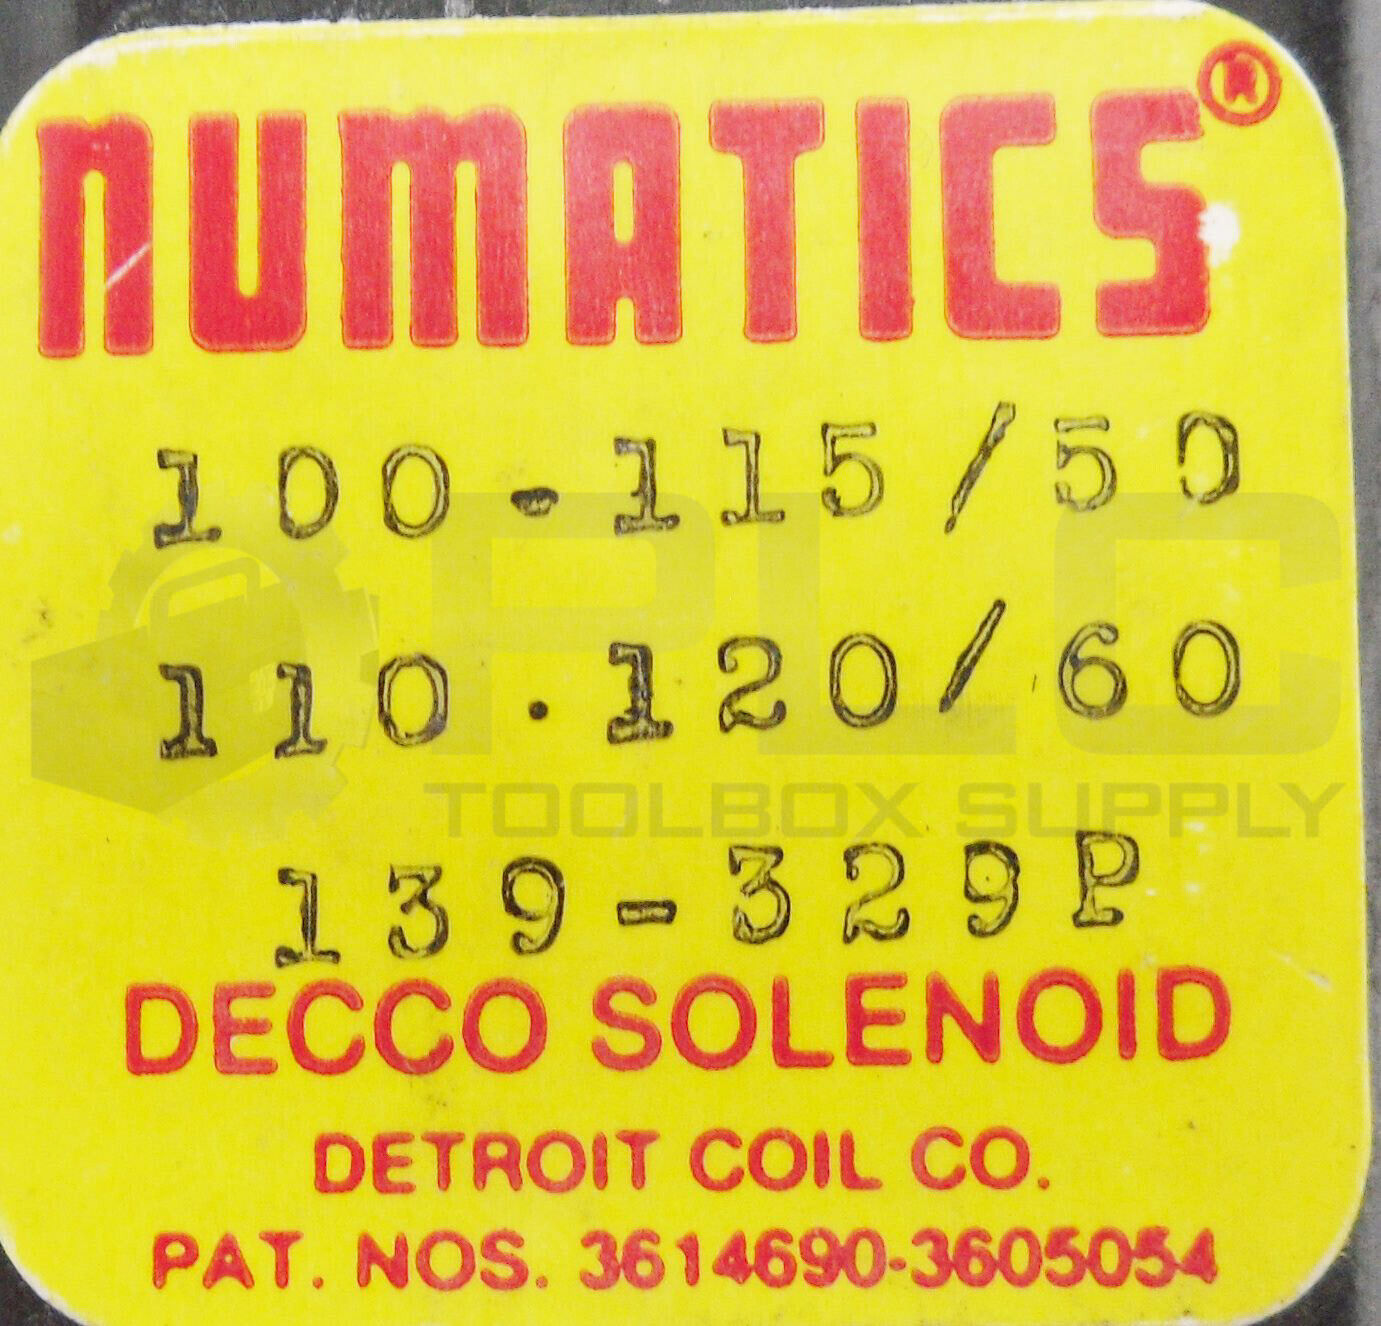 NUMATICS®
100-115/50
110.120/60
PLC
TOOLBOX SUPPLY
139-329P
DECCO SOLENOID
DETROIT COIL CO.
PAT. NOS. 3614690-3605054